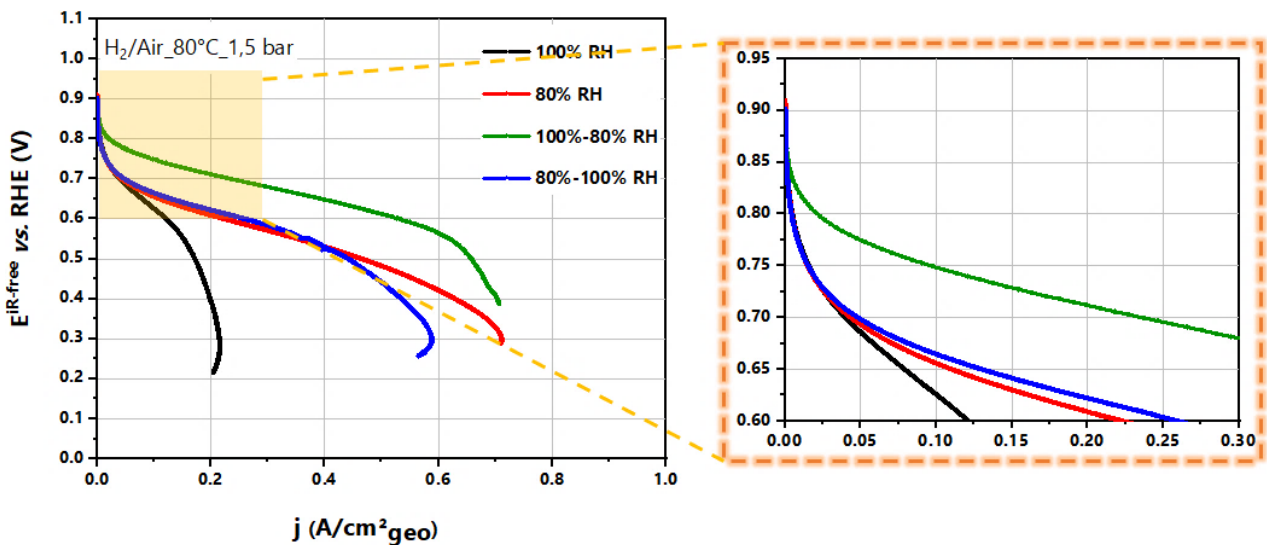 H₂/Air_80°C_1,5 bar
100% RH
80% RH
100%-80% RH
80%-100% RH
E^iR-free vs. RHE (V)
1.1
1.0
0.9
0.8
0.7
0.6
0.5
0.4
0.3
0.2
0.1
0.0
0.0 0.2 0.4 0.6 0.8 1.0
j (A/cm²geo)
0.95
0.90
0.85
0.80
0.75
0.70
0.65
0.60
0.00 0.05 0.10 0.15 0.20 0.25 0.30